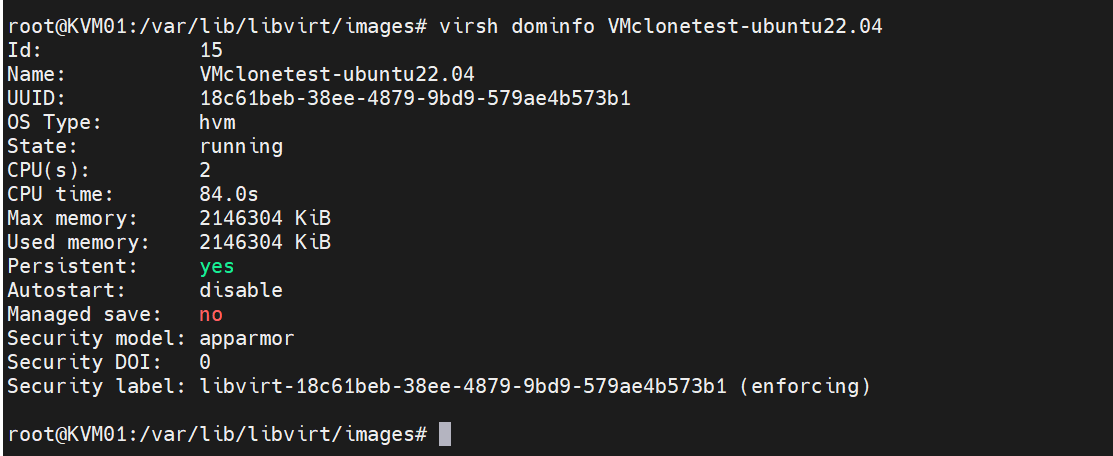 root@KVM01:/var/lib/libvirt/images# virsh dominfo VMclonetest-ubuntu22.04
Id:             15
Name:           VMclonetest-ubuntu22.04
UUID:           18c61beb-38ee-4879-9bd9-579ae4b573b1
OS Type:        hvm
State:          running
CPU(s):         2
CPU time:       84.0s
Max memory:     2146304 KiB
Used memory:    2146304 KiB
Persistent:     yes
Autostart:      disable
Managed save:   no
Security model: apparmor
Security DOI:   0
Security label: libvirt-18c61beb-38ee-4879-9bd9-579ae4b573b1 (enforcing)
root@KVM01:/var/lib/libvirt/images#